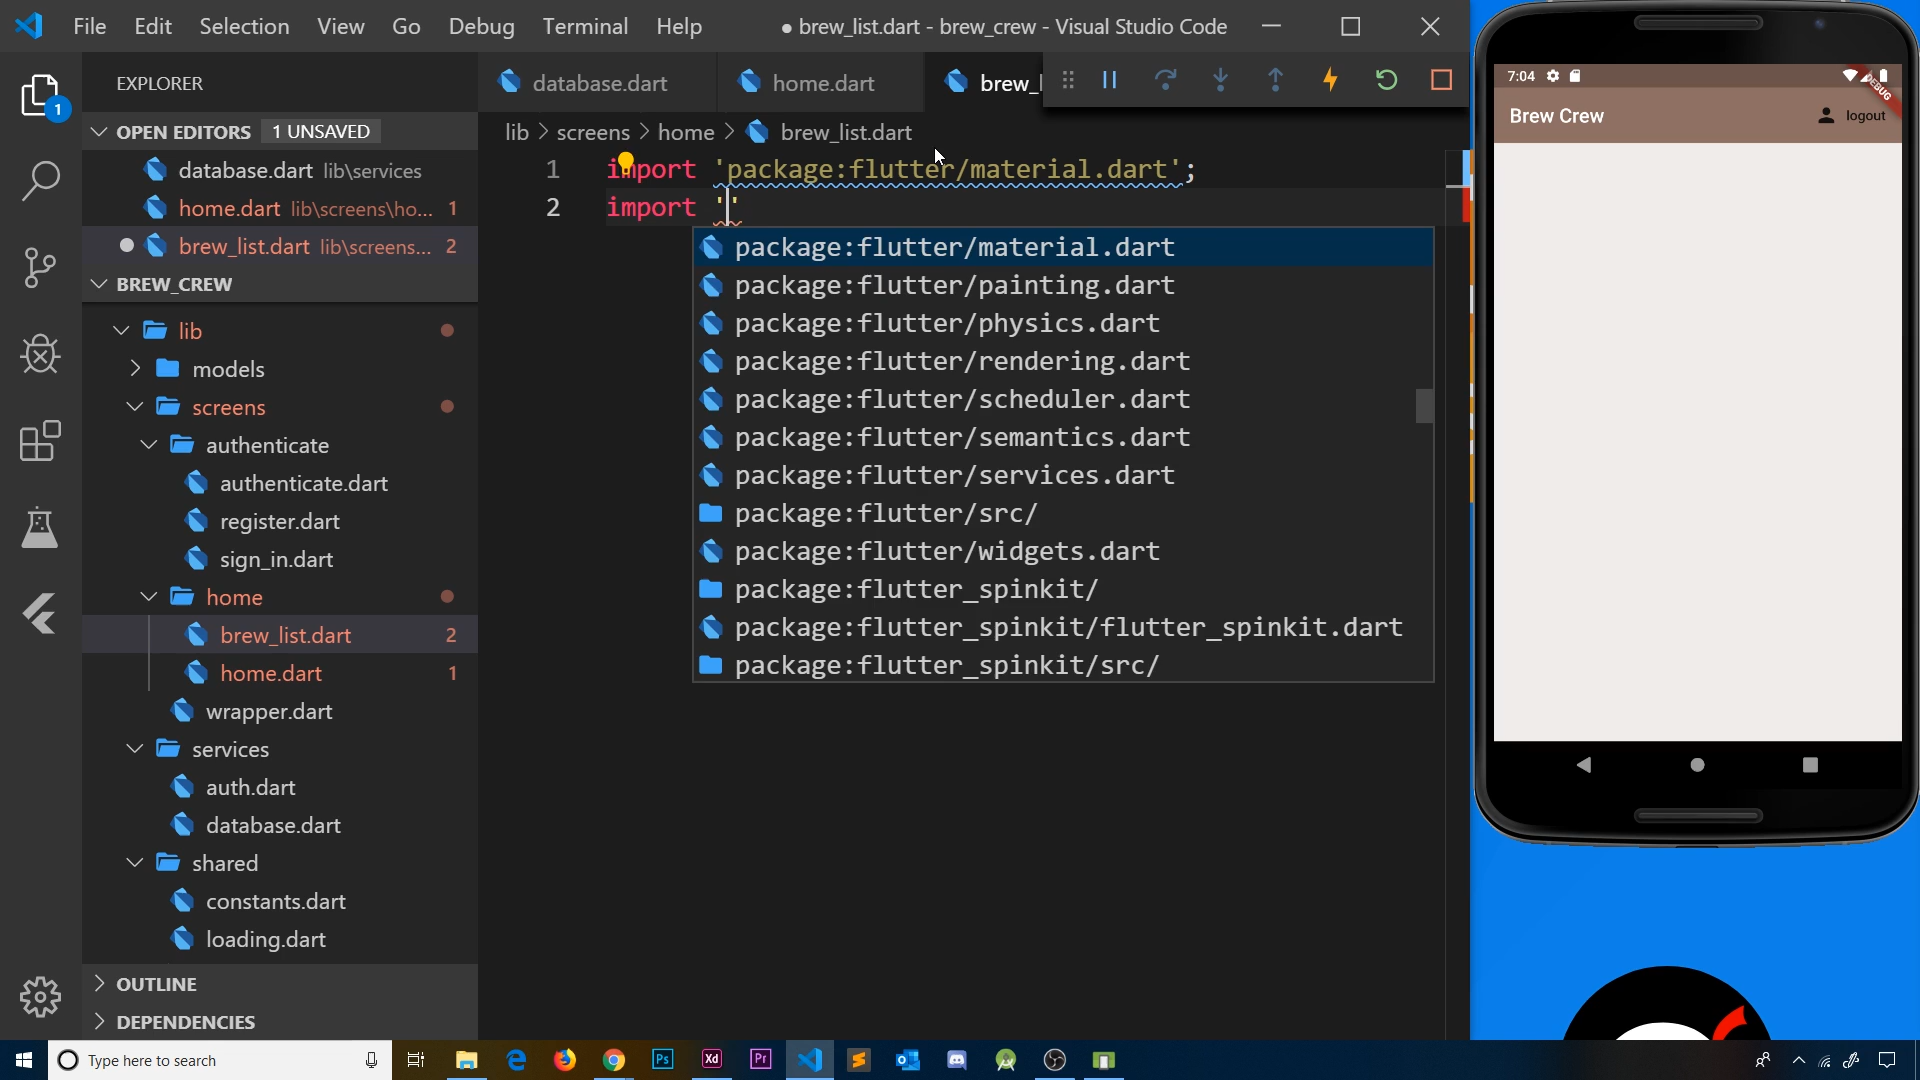 File Edit Selection View Go Debug Terminal Help
● brew_list.dart - brew_crew - Visual Studio Code
1
EXPLORER
OPEN EDITORS 1 UNSAVED
database.dart lib\services
home.dart lib\screens\ho... 1
brew_list.dart lib\screens... 2
BREW_CREW
lib
models
screens
authenticate
authenticate.dart
register.dart
sign_in.dart
home
brew_list.dart 2
home.dart 1
wrapper.dart
services
auth.dart
database.dart
shared
constants.dart
loading.dart
OUTLINE
DEPENDENCIES
database.dart home.dart brew_l
lib > screens > home > brew_list.dart
1 import 'package:flutter/material.dart';
2 import ''
package:flutter/material.dart
package:flutter/painting.dart
package:flutter/physics.dart
package:flutter/rendering.dart
package:flutter/scheduler.dart
package:flutter/semantics.dart
package:flutter/services.dart
package:flutter/src/
package:flutter/widgets.dart
package:flutter_spinkit/
package:flutter_spinkit/flutter_spinkit.dart
package:flutter_spinkit/src/
7:04
DEBUG
Brew Crew
logout
Type here to search
Ps
Xd
Pr